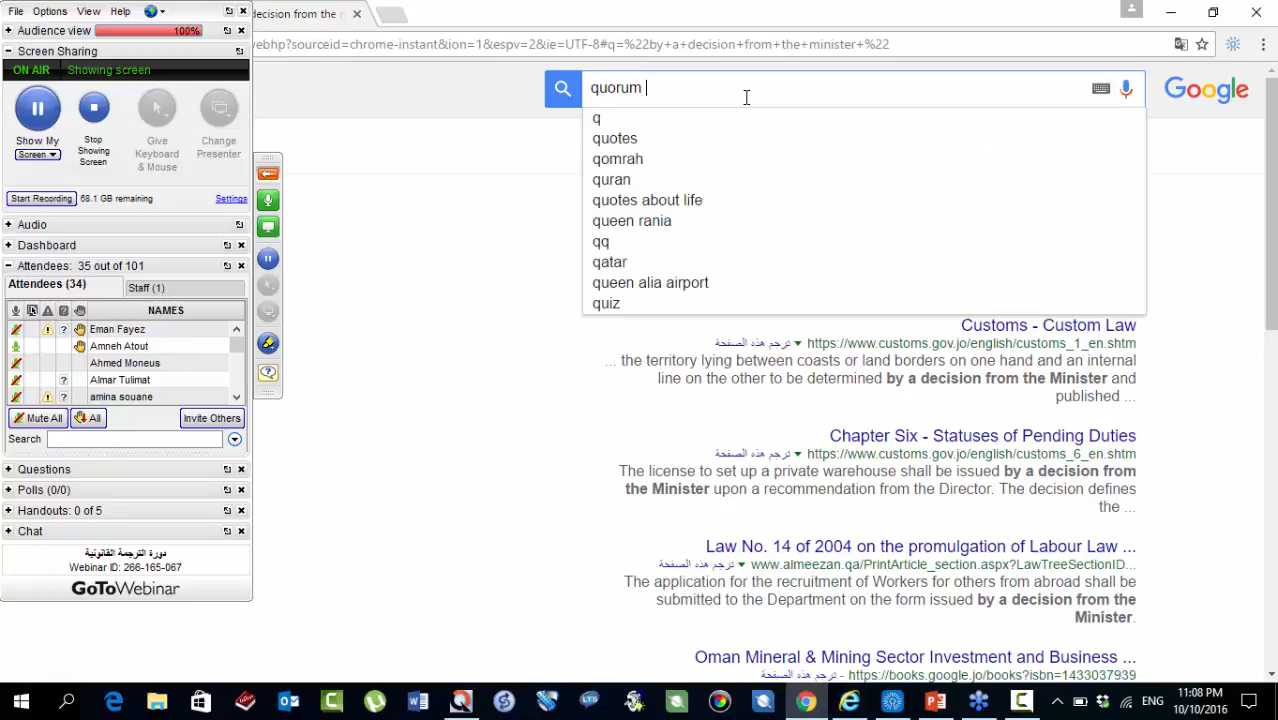 File Options View Help
Audience view 100%
Screen Sharing
ON AIR Showing screen
Show My
Screen
Stop
Showing
Screen
Give
Keyboard
& Mouse
Change
Presenter
Start Recording 68.1 GB remaining Settings
Audio
Dashboard
Attendees: 35 out of 101
Attendees (34) Staff (1)
NAMES
Eman Fayez
Amneh Atout
Ahmed Moneus
Almar Tulimat
amina souane
Mute All All Invite Others
Search
Questions
Polls (0/0)
Handouts: 0 of 5
Chat
دورة الترجمة القانونية
Webinar ID: 266-165-067
GoToWebinar
decision from the
webhp?sourceid=chrome-instant&ion=1&espv=2&ie=UTF-8#q=%22by+a+decision+from+the+minister+%22
quorum
Google
q
quotes
qomrah
quran
quotes about life
queen rania
qq
qatar
queen alia airport
quiz
Customs - Custom Law
https://www.customs.gov.jo/english/customs_1_en.shtm ترجم هذه الصفحة
... the territory lying between coasts or land borders on one hand and an internal
line on the other to be determined by a decision from the Minister and
published ...
Chapter Six - Statuses of Pending Duties
https://www.customs.gov.jo/english/customs_6_en.shtm ترجم هذه الصفحة
The license to set up a private warehouse shall be issued by a decision from
the Minister upon a recommendation from the Director. The decision defines
the ...
Law No. 14 of 2004 on the promulgation of Labour Law ...
www.almeezan.qa/PrintArticle_section.aspx?LawTreeSectionID... ترجم هذه الصفحة
The application for the recruitment of Workers for others from abroad shall be
submitted to the Department on the form issued by a decision from the
Minister.
Oman Mineral & Mining Sector Investment and Business ...
https://books.google.jo/books?isbn=1433037939
LTS
ENG
11:08 PM
10/10/2016